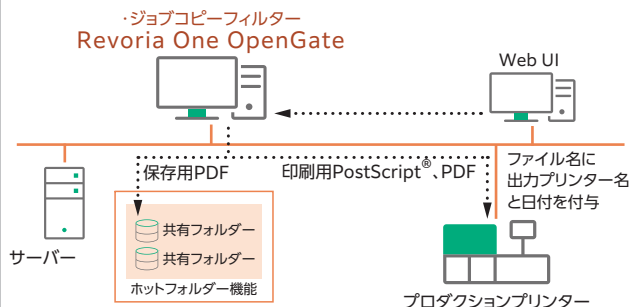 ・ジョブコピーフィルター
Revoria One OpenGate
Web UI
保存用PDF
印刷用PostScript®、PDF
ファイル名に
出力プリンター名
と日付を付与
サーバー
共有フォルダー
共有フォルダー
ホットフォルダー機能
プロダクションプリンター